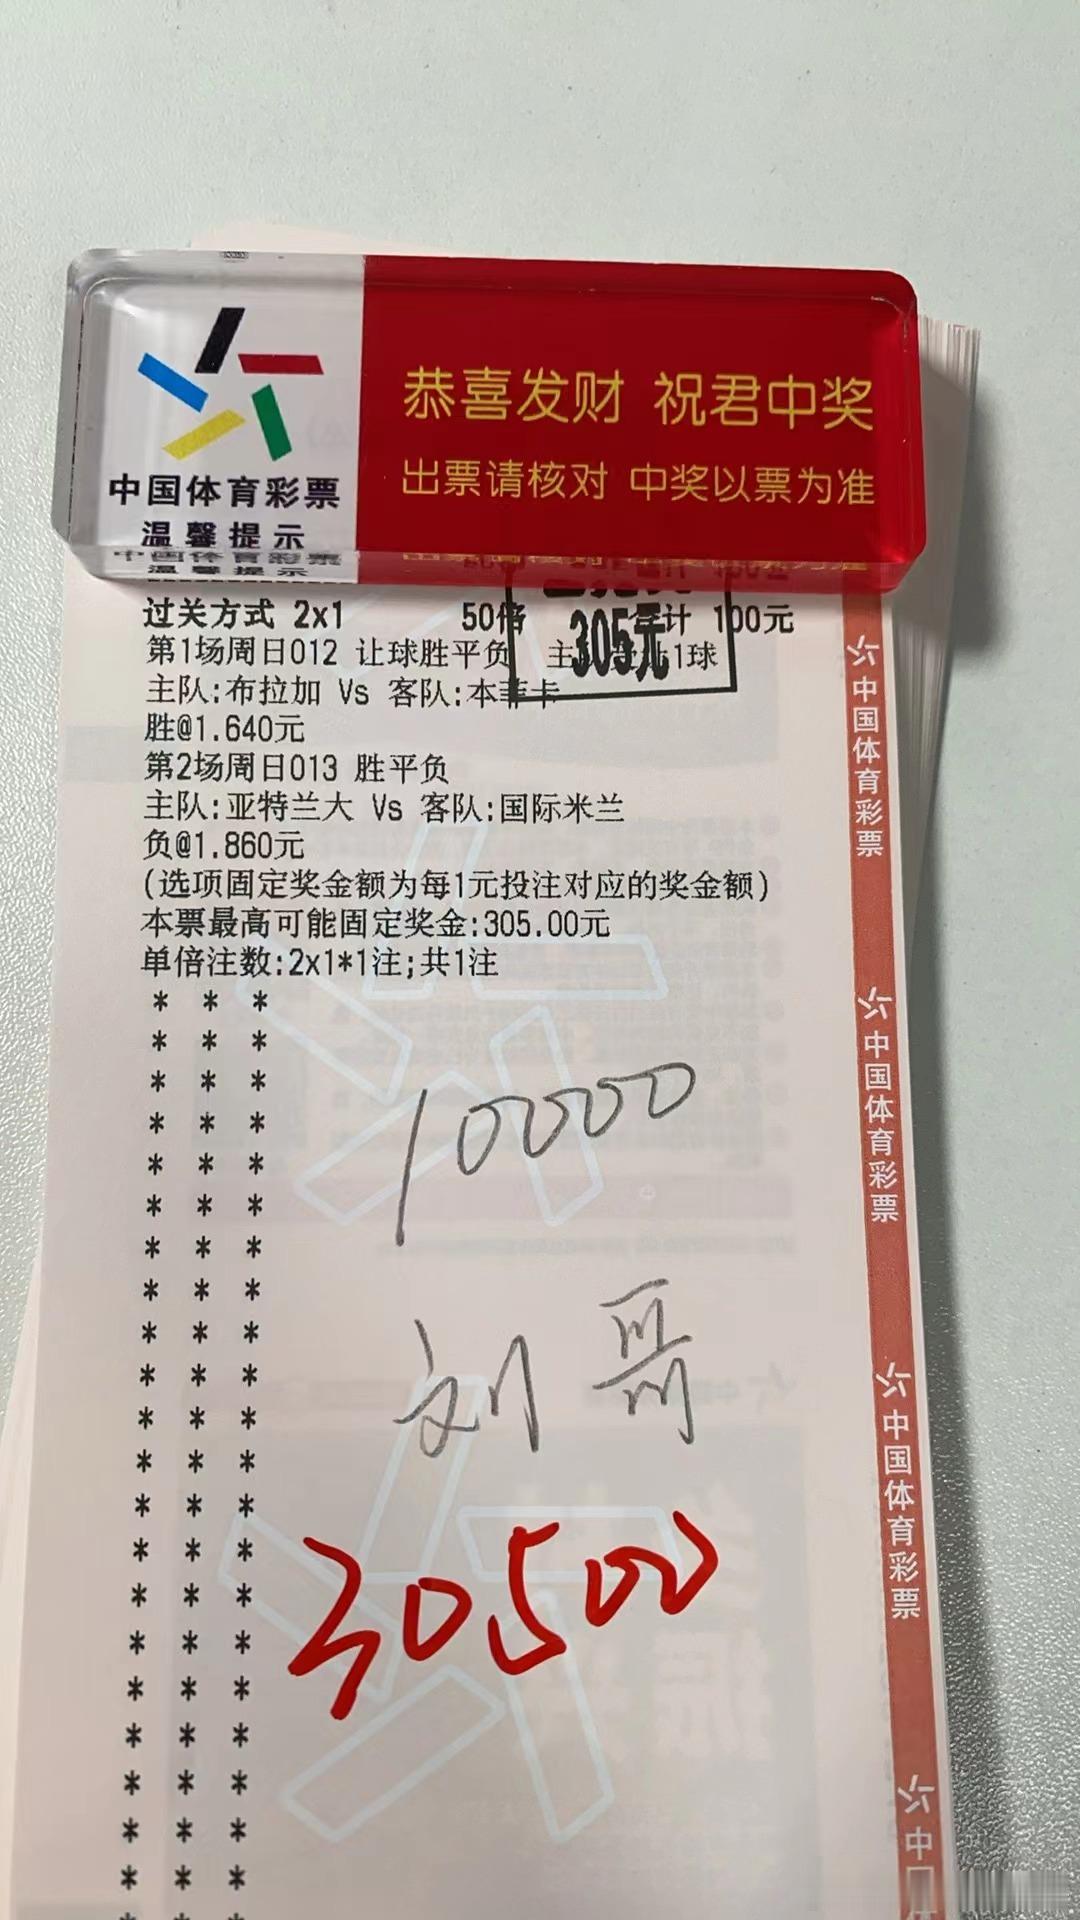 恭喜发财 祝君中奖
出票请核对 中奖以票为准
中国体育彩票
温馨提示
过关方式 2x1 50倍 合计 100元
305元
第1场周日012 让球胜平负 主 1球
主队:布拉加 Vs 客队:本菲卡
胜@1.640元
第2场周日013 胜平负
主队:亚特兰大 Vs 客队:国际米兰
负@1.860元
(选项固定奖金额为每1元投注对应的奖金额)
本票最高可能固定奖金:305.00元
单倍注数:2x1*1注;共1注
10000
刘哥
30500
中国体育彩票
中国体育彩票
中国体育彩票
中国